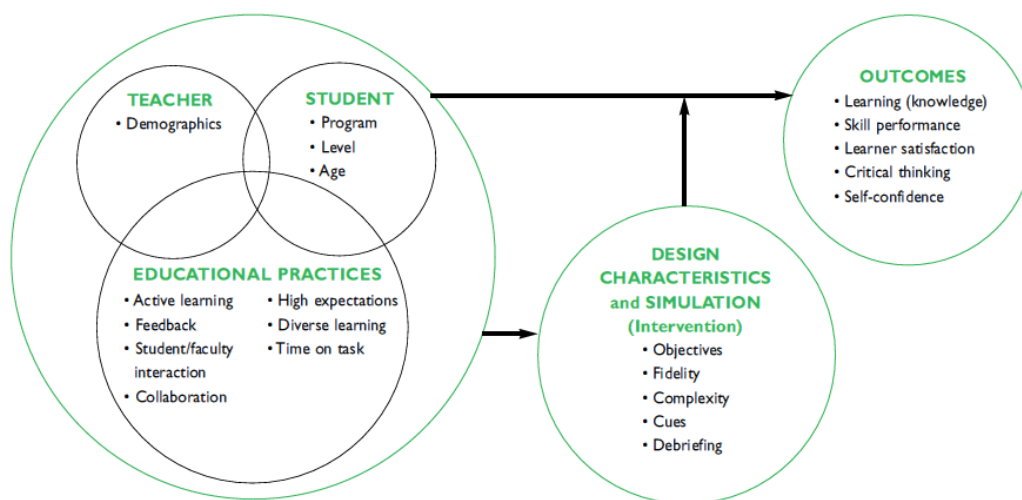 TEACHER
• Demographics
STUDENT
• Program
• Level
• Age
EDUCATIONAL PRACTICES
• Active learning
• Feedback
• Student/faculty
interaction
• Collaboration
• High expectations
• Diverse learning
• Time on task
DESIGN
CHARACTERISTICS
and SIMULATION
(Intervention)
• Objectives
• Fidelity
• Complexity
• Cues
• Debriefing
OUTCOMES
• Learning (knowledge)
• Skill performance
• Learner satisfaction
• Critical thinking
• Self-confidence